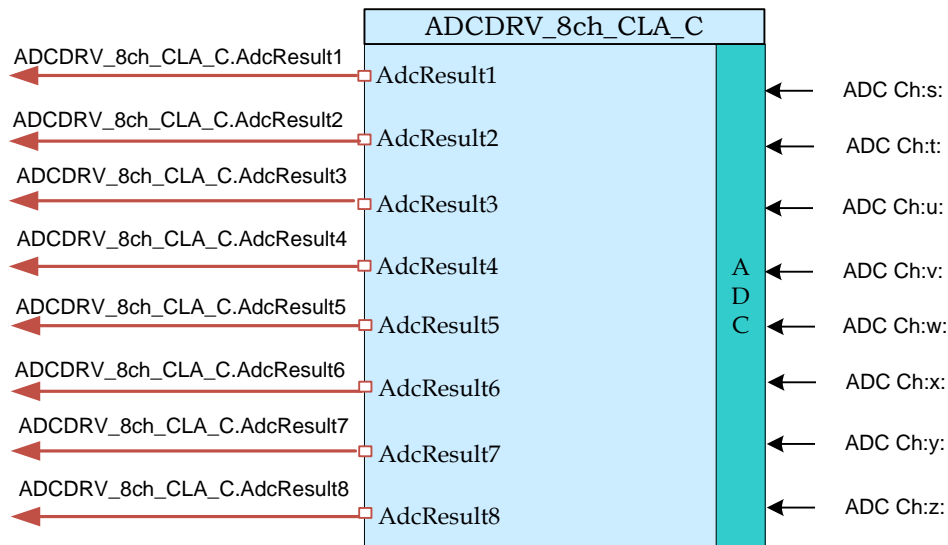 ADCDRV_8ch_CLA_C
ADCDRV_8ch_CLA_C.AdcResult1
AdcResult1
ADC Ch:s:
ADCDRV_8ch_CLA_C.AdcResult2
AdcResult2
ADC Ch:t:
ADCDRV_8ch_CLA_C.AdcResult3
AdcResult3
ADC Ch:u:
ADCDRV_8ch_CLA_C.AdcResult4
AdcResult4
ADC Ch:v:
A
D
C
ADCDRV_8ch_CLA_C.AdcResult5
AdcResult5
ADC Ch:w:
ADCDRV_8ch_CLA_C.AdcResult6
AdcResult6
ADC Ch:x:
ADCDRV_8ch_CLA_C.AdcResult7
AdcResult7
ADC Ch:y:
ADCDRV_8ch_CLA_C.AdcResult8
AdcResult8
ADC Ch:z: